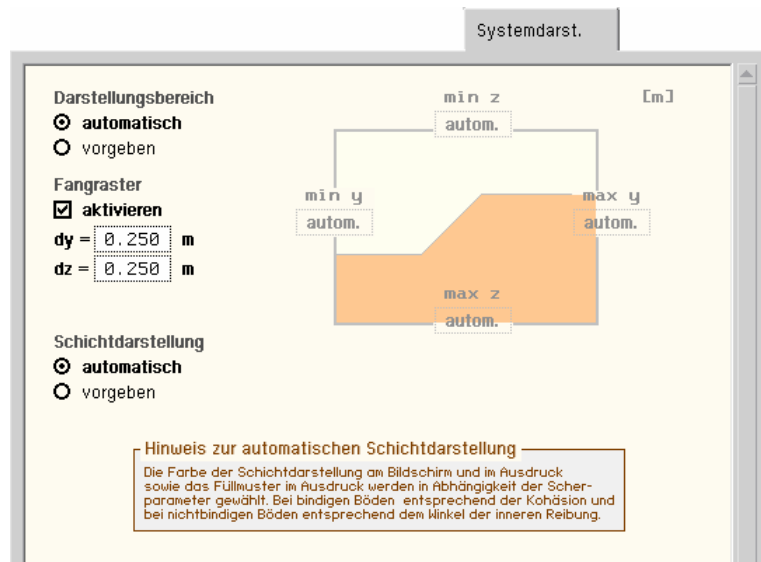 Systemdarst.
Darstellungsbereich
automatisch
vorgeben
min z
[m]
autom.
Fangraster
aktivieren
dy = 0.250 m
dz = 0.250 m
min y
autom.
max y
autom.
max z
autom.
Schichtdarstellung
automatisch
vorgeben
Hinweis zur automatischen Schichtdarstellung
Die Farbe der Schichtdarstellung am Bildschirm und im Ausdruck
sowie das Füllmuster im Ausdruck werden in Abhängigkeit der Scher-
parameter gewählt. Bei bindigen Böden entsprechend der Kohäsion und
bei nichtbindigen Böden entsprechend dem Winkel der inneren Reibung.